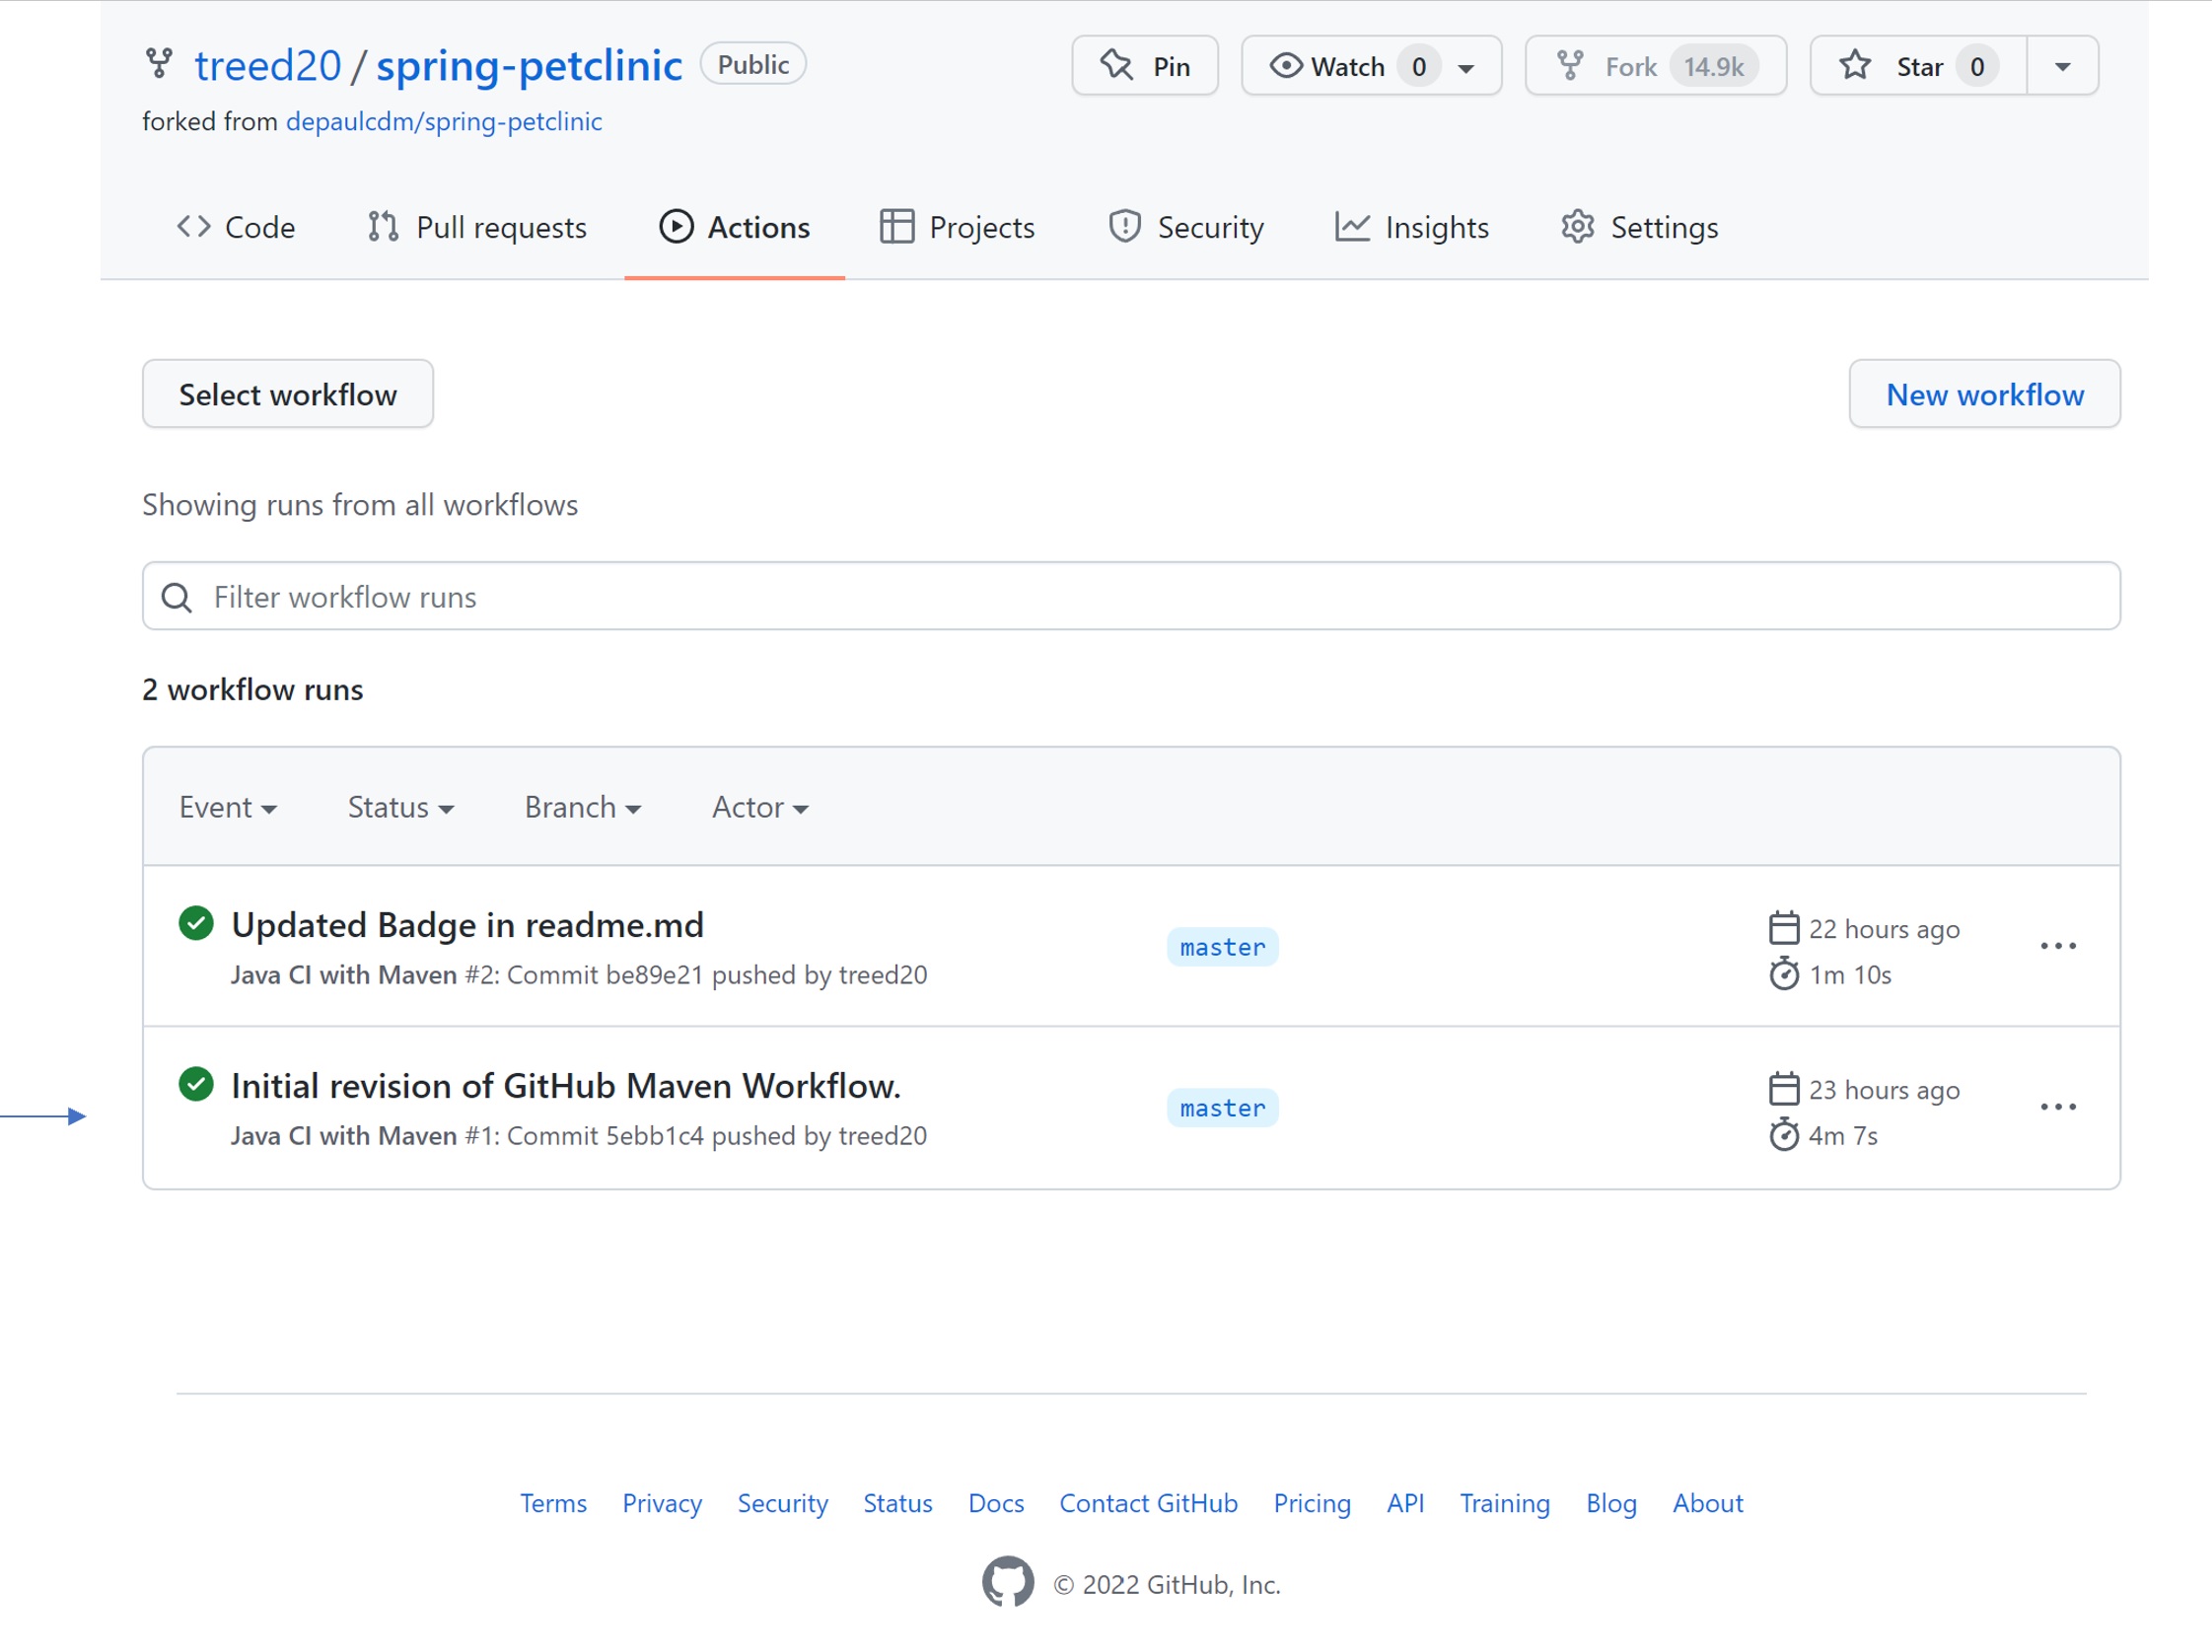 treed20 / spring-petclinic Public Pin Watch 0 Fork 14.9k Star 0
forked from depaulcdm/spring-petclinic
Code Pull requests Actions Projects Security Insights Settings
Select workflow New workflow
Showing runs from all workflows
Filter workflow runs
2 workflow runs
Event Status Branch Actor
Updated Badge in readme.md
Java CI with Maven #2: Commit be89e21 pushed by treed20
master
22 hours ago
1m 10s
Initial revision of GitHub Maven Workflow.
Java CI with Maven #1: Commit 5ebb1c4 pushed by treed20
master
23 hours ago
4m 7s
Terms Privacy Security Status Docs Contact GitHub Pricing API Training Blog About
© 2022 GitHub, Inc.